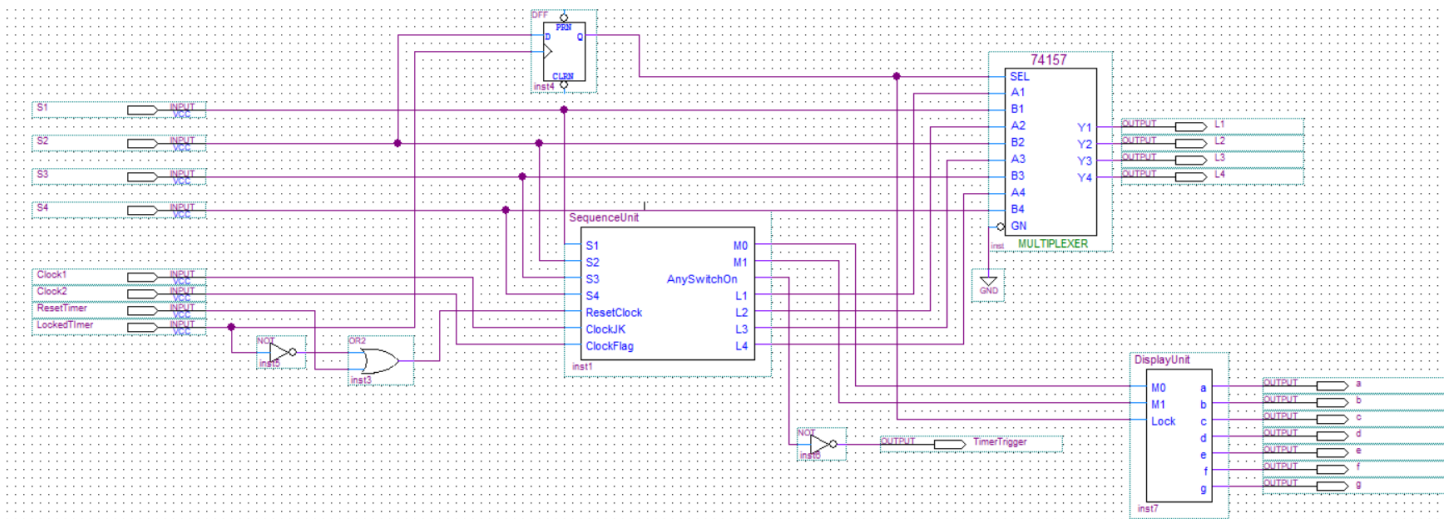 DFF
PRN
D Q
CLRN
inst4
74157
SEL
A1
B1
A2
B2
A3
B3
A4
B4
GN
Y1
Y2
Y3
Y4
inst
MULTIPLEXER
OUTPUT L1
OUTPUT L2
OUTPUT L3
OUTPUT L4
GND
S1 INPUT
VCC
S2 INPUT
VCC
S3 INPUT
VCC
S4 INPUT
VCC
Clock1 INPUT
VCC
Clock2 INPUT
VCC
ResetTimer INPUT
VCC
LockedTImer INPUT
VCC
NOT
inst5
OR2
inst3
SequenceUnit
S1
S2
S3
S4
ResetClock
ClockJK
ClockFlag
M0
M1
AnySwitchOn
L1
L2
L3
L4
inst1
NOT
inst6
OUTPUT TimerTrigger
DisplayUnit
M0
M1
Lock
a
b
c
d
e
f
g
inst7
OUTPUT a
OUTPUT b
OUTPUT c
OUTPUT d
OUTPUT e
OUTPUT f
OUTPUT g